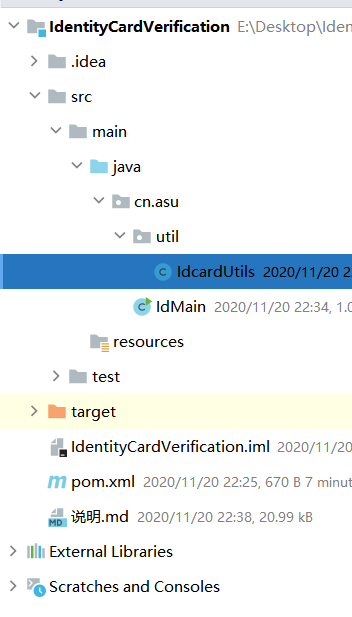 IdentityCardVerification E:\Desktop\Iden
.idea
src
main
java
cn.asu
util
IdcardUtils 2020/11/20 2
IdMain 2020/11/20 22:34, 1.0
resources
test
target
IdentityCardVerification.iml 2020/11/20
pom.xml 2020/11/20 22:25, 670 B 7 minut
MD 说明.md 2020/11/20 22:38, 20.99 kB
External Libraries
Scratches and Consoles